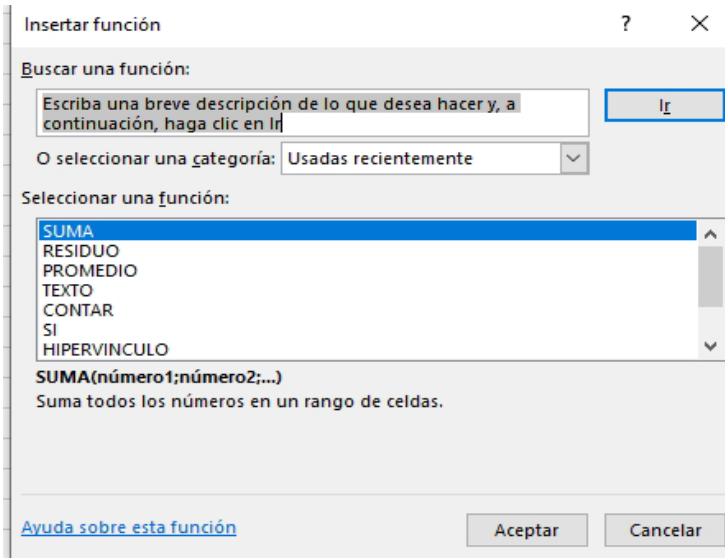 Insertar función ? ×
Buscar una función:
Escriba una breve descripción de lo que desea hacer y, a
continuación, haga clic en Ir
Ir
O seleccionar una categoría: Usadas recientemente
Seleccionar una función:
SUMA
RESIDUO
PROMEDIO
TEXTO
CONTAR
SI
HIPERVINCULO
SUMA(número1;número2;...)
Suma todos los números en un rango de celdas.
Ayuda sobre esta función Aceptar Cancelar